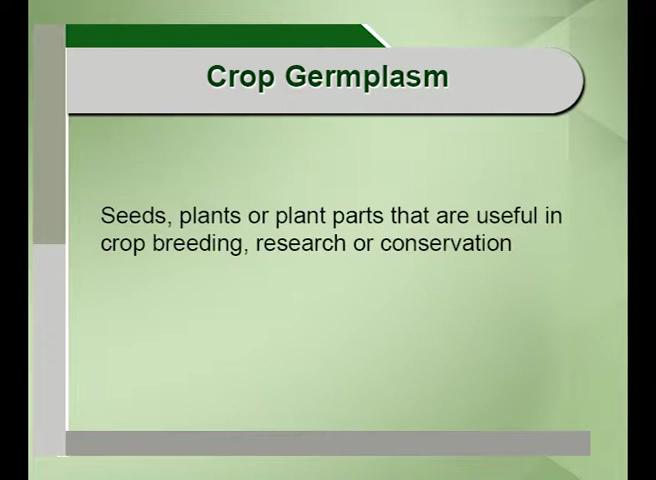 Crop Germplasm
Seeds, plants or plant parts that are useful in
crop breeding, research or conservation